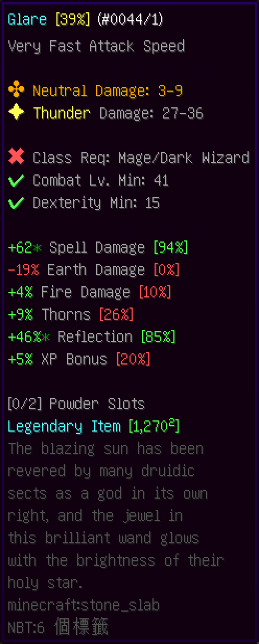 Glare [39%] (#0044/1)
Very Fast Attack Speed
✤ Neutral Damage: 3-9
✦ Thunder Damage: 27-36
✖ Class Req: Mage/Dark Wizard
✔ Combat Lv. Min: 41
✔ Dexterity Min: 15
+62* Spell Damage [94%]
-19% Earth Damage [0%]
+4% Fire Damage [10%]
+9% Thorns [26%]
+46%* Reflection [85%]
+5% XP Bonus [20%]
[0/2] Powder Slots
Legendary Item [1,270²]
The blazing sun has been
revered by many druidic
sects as a god in its own
right, and the jewel in
this brilliant wand glows
with the brightness of their
holy star.
minecraft:stone_slab
NBT:6 個標籤